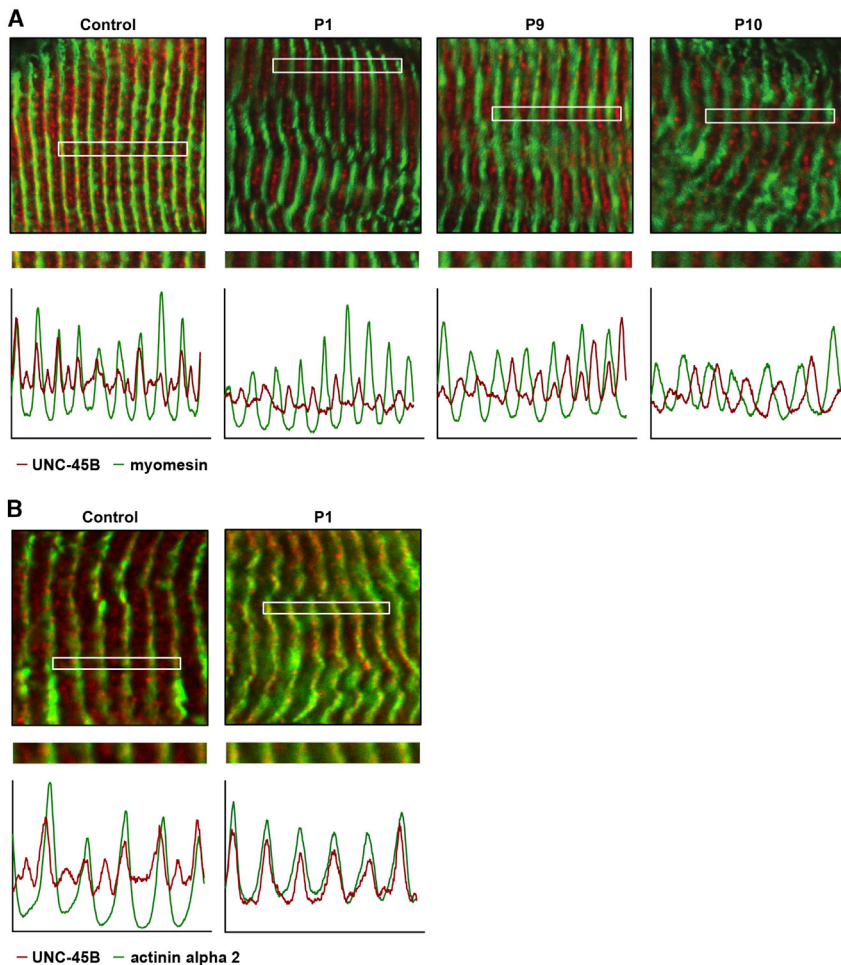 A
Control P1 P9 P10
— UNC-45B — myomesin
B
Control P1
— UNC-45B — actinin alpha 2